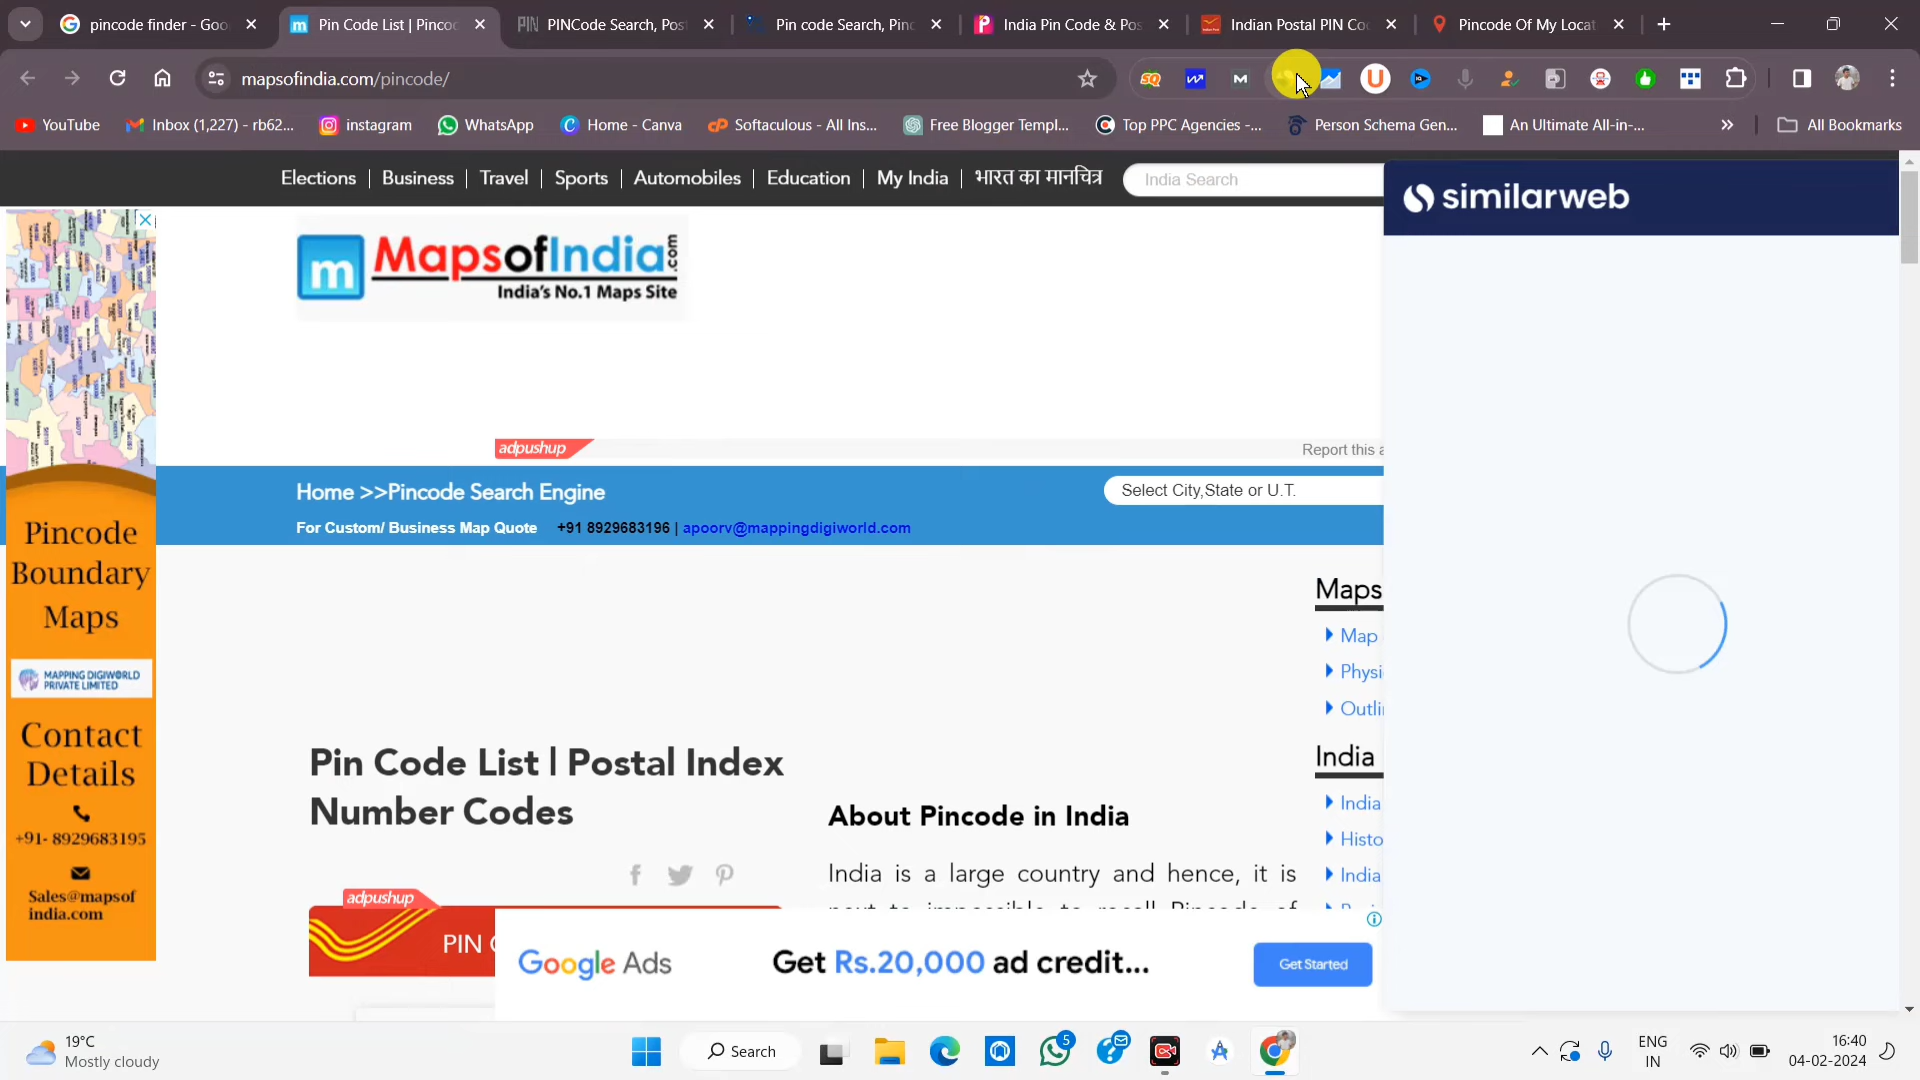 pincode finder - Goo
Pin Code List | Pincod
PINCode Search, Post
Pin code Search, Pinc
India Pin Code & Pos
Indian Postal PIN Co
Pincode Of My Locat
mapsofindia.com/pincode/
YouTube
Inbox (1,227) - rb62...
instagram
WhatsApp
Home - Canva
Softaculous - All Ins...
Free Blogger Templ...
Top PPC Agencies -...
Person Schema Gen...
An Ultimate All-in-...
All Bookmarks
Elections | Business | Travel | Sports | Automobiles | Education | My India | भारत का मानचित्र
India Search
similarweb
m MapsofIndia.com
India's No.1 Maps Site
adpushup
Report this a
Home >>Pincode Search Engine
Select City,State or U.T.
For Custom/ Business Map Quote +91 8929683196 | apoorv@mappingdigiworld.com
Pincode
Boundary
Maps
MAPPING DIGIWORLD
PRIVATE LIMITED
Contact
Details
+91- 8929683195
Sales@mapsof
india.com
Maps
Map
Physi
Outli
India
India
Histo
India
Pin Code List | Postal Index
Number Codes
About Pincode in India
India is a large country and hence, it is
adpushup
PIN
Google Ads
Get Rs.20,000 ad credit...
Get Started
19°C
Mostly cloudy
Search
5
ENG
IN
16:40
04-02-2024